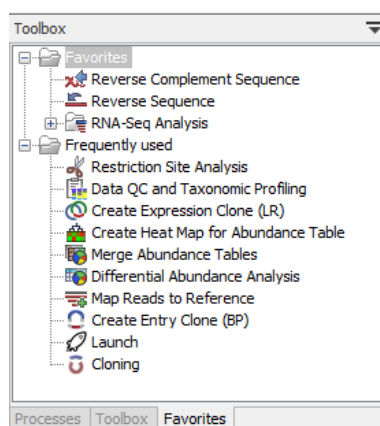 Toolbox
Favorites
Reverse Complement Sequence
Reverse Sequence
RNA-Seq Analysis
Frequently used
Restriction Site Analysis
Data QC and Taxonomic Profiling
Create Expression Clone (LR)
Create Heat Map for Abundance Table
Merge Abundance Tables
Differential Abundance Analysis
Map Reads to Reference
Create Entry Clone (BP)
Launch
Cloning
Processes Toolbox Favorites